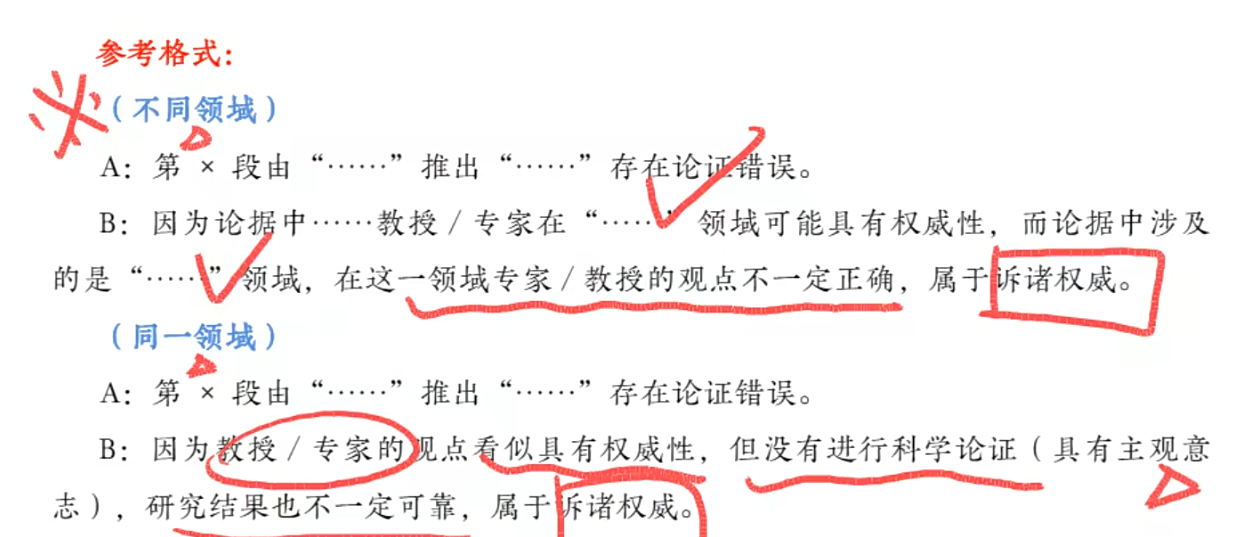 参考格式：
（不同领域）
A：第 × 段由“……”推出“……”存在论证错误。
B：因为论据中……教授／专家在“……”领域可能具有权威性，而论据中涉及
的是“……”领域，在这一领域专家／教授的观点不一定正确，属于诉诸权威。
（同一领域）
A：第 × 段由“……”推出“……”存在论证错误。
B：因为教授／专家的观点看似具有权威性，但没有进行科学论证（具有主观意
志），研究结果也不一定可靠，属于诉诸权威。